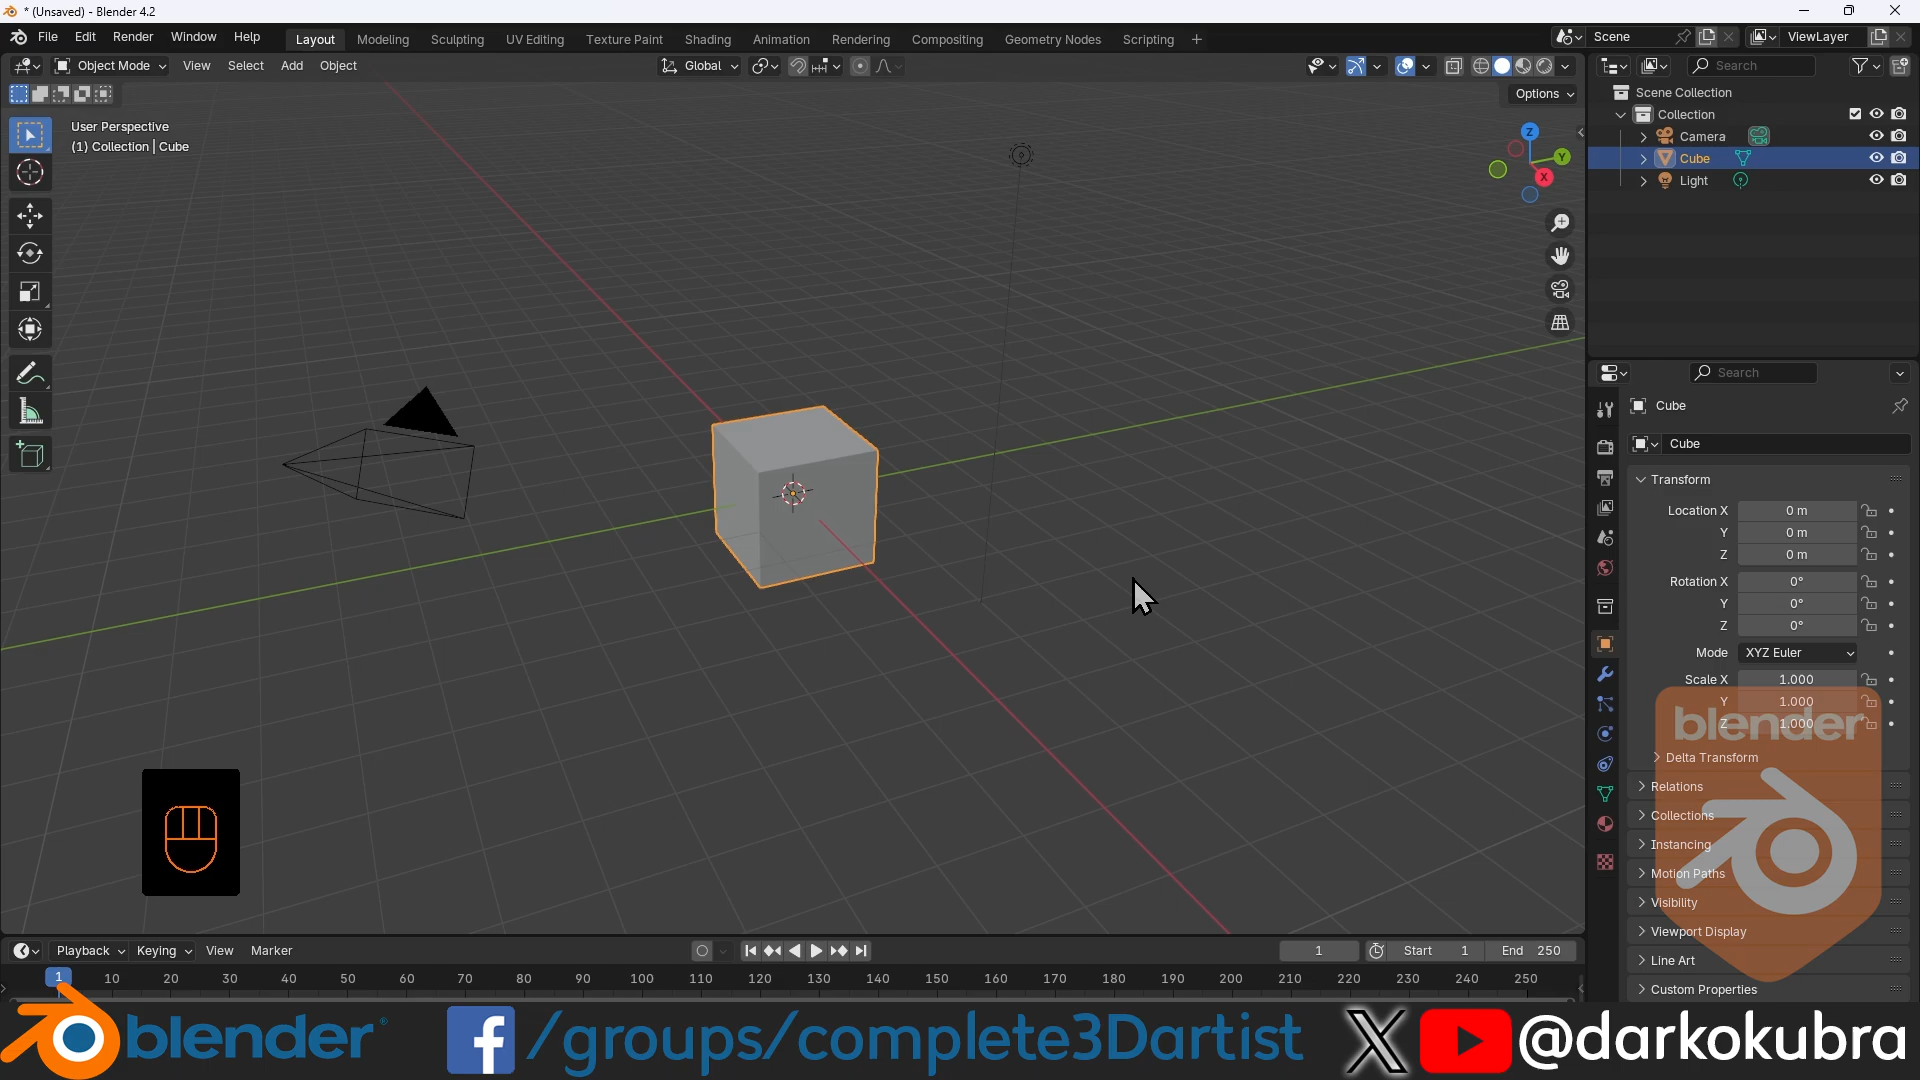 * (Unsaved) - Blender 4.2
File Edit Render Window Help Layout Modeling Sculpting UV Editing Texture Paint Shading Animation Rendering Compositing Geometry Nodes Scripting + Scene ViewLayer
Object Mode View Select Add Object Global Search
Options
User Perspective
(1) Collection | Cube
Z
Y
X
Scene Collection
Collection
Camera
Cube
Light
Search
Cube
Cube
Transform
Location X 0 m
Y 0 m
Z 0 m
Rotation X 0°
Y 0°
Z 0°
Mode XYZ Euler
Scale X 1.000
Y 1.000
Z 1.000
blender
Delta Transform
Relations
Collections
Instancing
Motion Paths
Visibility
Viewport Display
Line Art
Custom Properties
Playback Keying View Marker 1 Start 1 End 250
1 10 20 30 40 50 60 70 80 90 100 110 120 130 140 150 160 170 180 190 200 210 220 230 240 250
blender® f /groups/complete3Dartist X @darkokubra